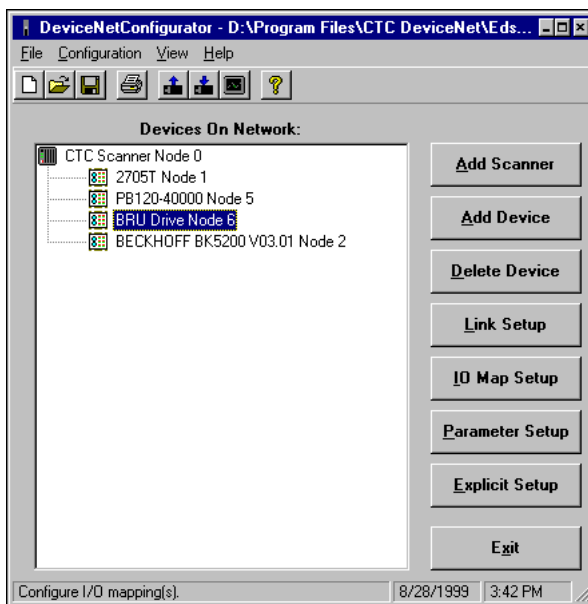 DeviceNetConfigurator - D:\Program Files\CTC DeviceNet\Eds...
File Configuration View Help
Devices On Network:
CTC Scanner Node 0
2705T Node 1
PB120-40000 Node 5
BRU Drive Node 6
BECKHOFF BK5200 V03.01 Node 2
Add Scanner
Add Device
Delete Device
Link Setup
IO Map Setup
Parameter Setup
Explicit Setup
Exit
Configure I/O mapping(s). 8/28/1999 3:42 PM